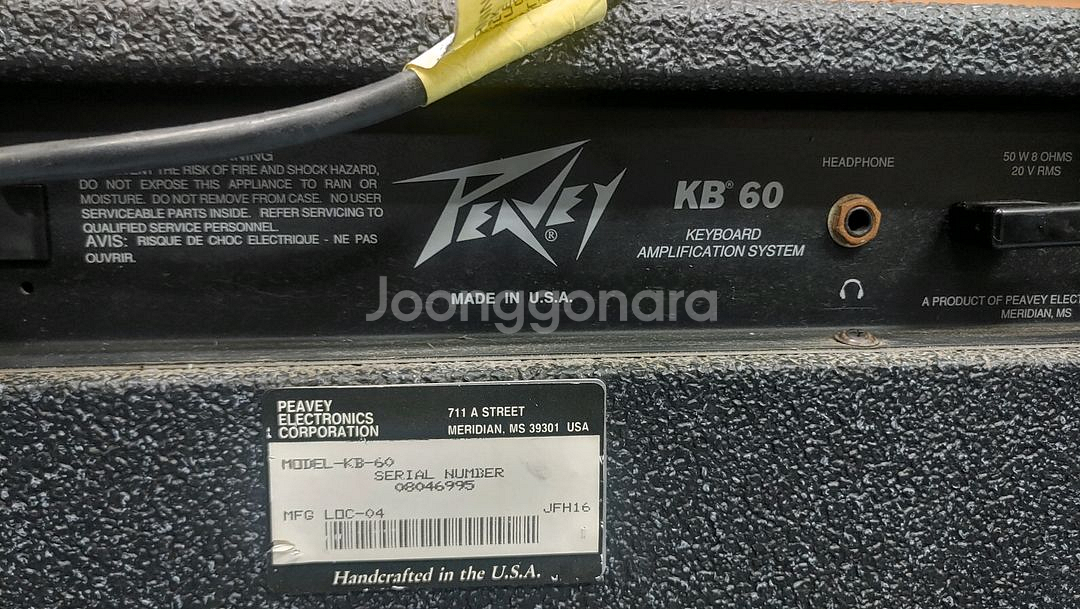 THE RISK OF FIRE AND SHOCK HAZARD,
DO NOT EXPOSE THIS APPLIANCE TO RAIN OR
MOISTURE. DO NOT REMOVE FROM CASE. NO USER
SERVICEABLE PARTS INSIDE. REFER SERVICING TO
QUALIFIED SERVICE PERSONNEL.
AVIS: RISQUE DE CHOC ELECTRIQUE - NE PAS
OUVRIR.
PEAVEY®
MADE IN U.S.A.
KB® 60
KEYBOARD
AMPLIFICATION SYSTEM
HEADPHONE
50 W 8 OHMS
20 V RMS
A PRODUCT OF PEAVEY
MERIDIAN, MS
Joonggonara
PEAVEY
ELECTRONICS
CORPORATION
711 A STREET
MERIDIAN, MS 39301 USA
MODEL-KB-60
SERIAL NUMBER
08046995
MFG LOC-04
JFH16
Handcrafted in the U.S.A.